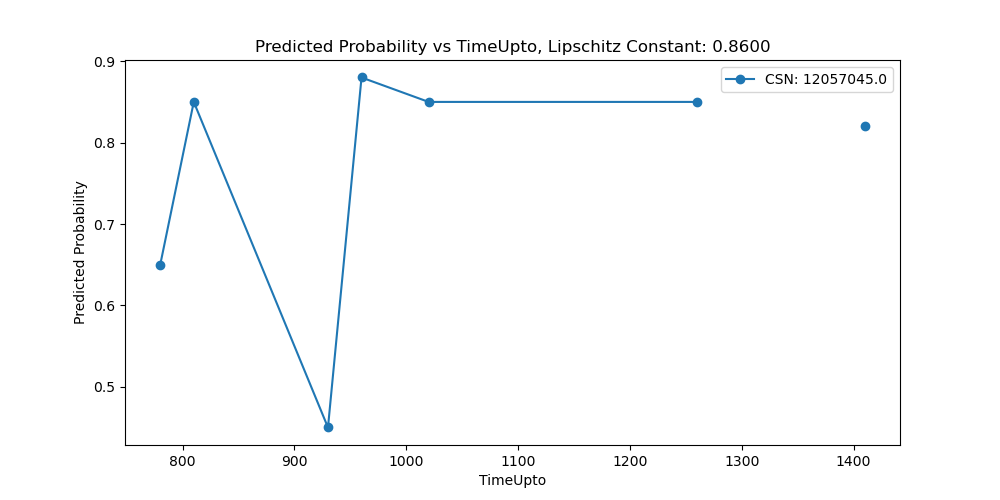 Predicted Probability vs TimeUpto, Lipschitz Constant: 0.8600
CSN: 12057045.0
0.9
0.8
0.7
0.6
0.5
Predicted Probability
800 900 1000 1100 1200 1300 1400
TimeUpto